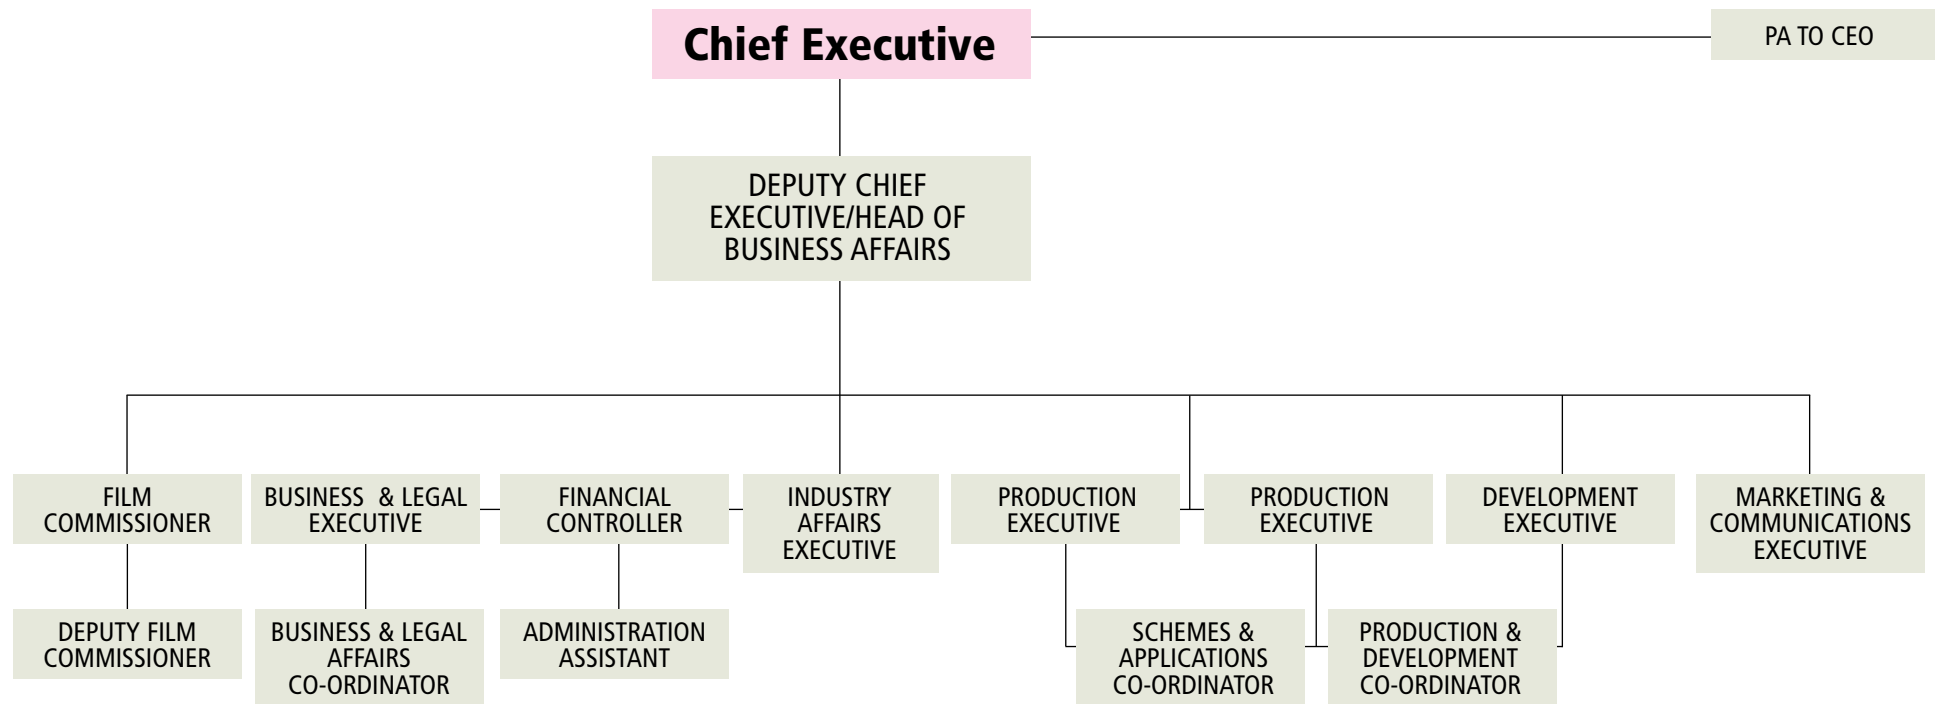 Chief Executive
PA TO CEO
DEPUTY CHIEF
EXECUTIVE/HEAD OF
BUSINESS AFFAIRS
FILM
COMMISSIONER
BUSINESS & LEGAL
EXECUTIVE
FINANCIAL
CONTROLLER
INDUSTRY
AFFAIRS
EXECUTIVE
PRODUCTION
EXECUTIVE
PRODUCTION
EXECUTIVE
DEVELOPMENT
EXECUTIVE
MARKETING &
COMMUNICATIONS
EXECUTIVE
DEPUTY FILM
COMMISSIONER
BUSINESS & LEGAL
AFFAIRS
CO-ORDINATOR
ADMINISTRATION
ASSISTANT
SCHEMES &
APPLICATIONS
CO-ORDINATOR
PRODUCTION &
DEVELOPMENT
CO-ORDINATOR